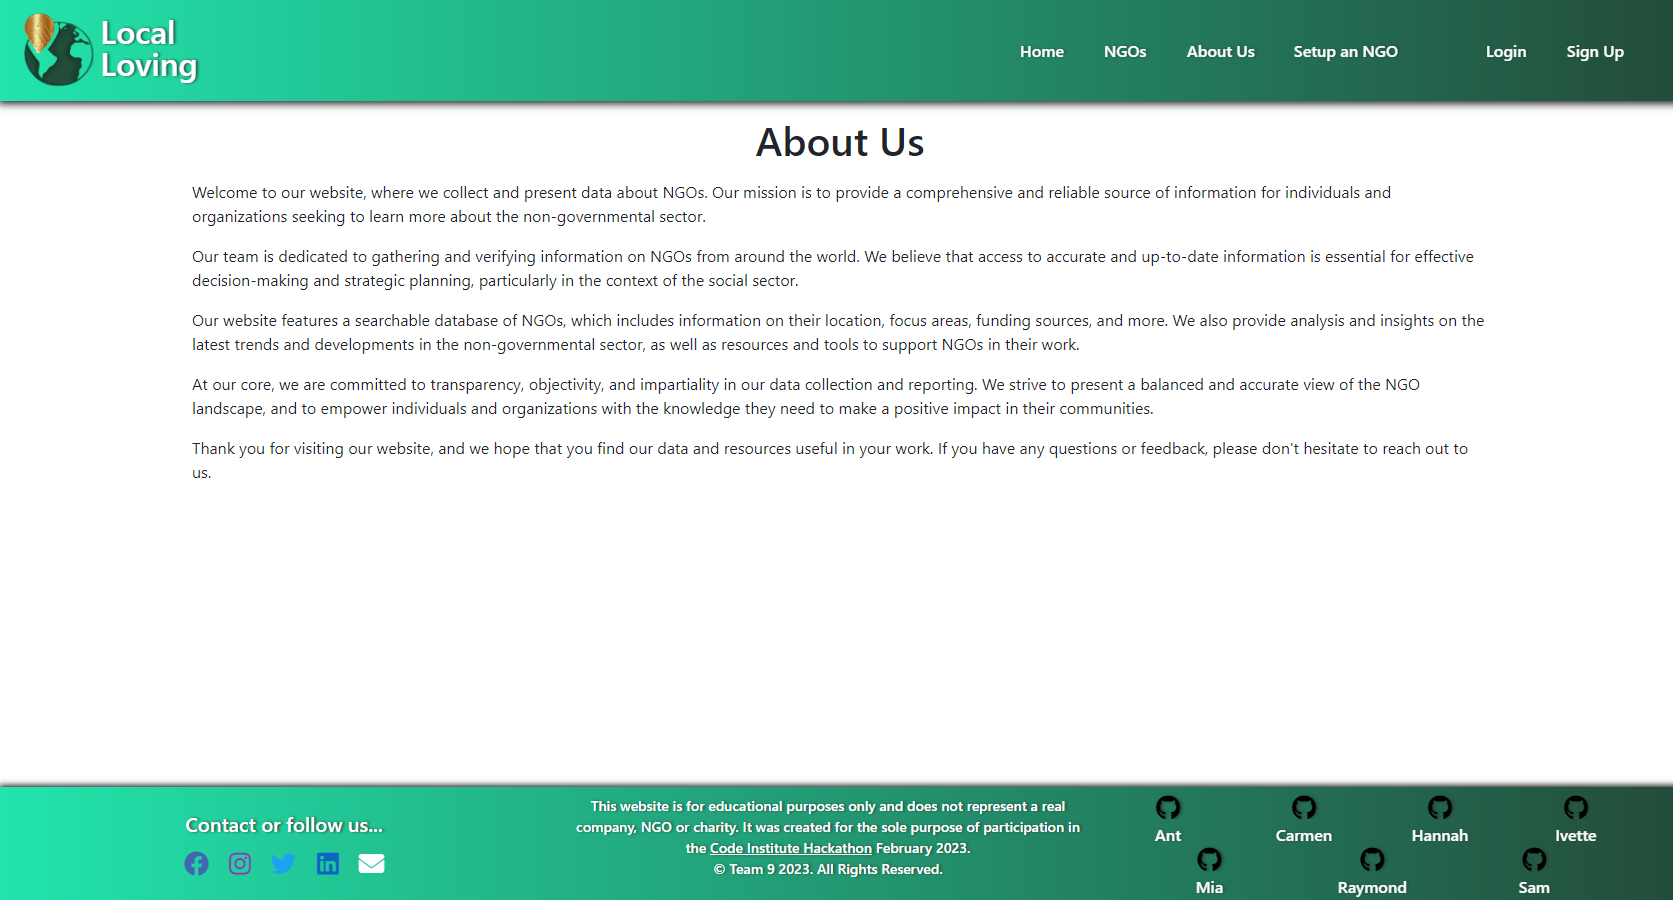 Local
Loving
Home NGOs About Us Setup an NGO Login Sign Up
About Us
Welcome to our website, where we collect and present data about NGOs. Our mission is to provide a comprehensive and reliable source of information for individuals and
organizations seeking to learn more about the non-governmental sector.
Our team is dedicated to gathering and verifying information on NGOs from around the world. We believe that access to accurate and up-to-date information is essential for effective
decision-making and strategic planning, particularly in the context of the social sector.
Our website features a searchable database of NGOs, which includes information on their location, focus areas, funding sources, and more. We also provide analysis and insights on the
latest trends and developments in the non-governmental sector, as well as resources and tools to support NGOs in their work.
At our core, we are committed to transparency, objectivity, and impartiality in our data collection and reporting. We strive to present a balanced and accurate view of the NGO
landscape, and to empower individuals and organizations with the knowledge they need to make a positive impact in their communities.
Thank you for visiting our website, and we hope that you find our data and resources useful in your work. If you have any questions or feedback, please don't hesitate to reach out to
us.
Contact or follow us...
This website is for educational purposes only and does not represent a real
company, NGO or charity. It was created for the sole purpose of participation in
the Code Institute Hackathon February 2023.
© Team 9 2023. All Rights Reserved.
Ant Carmen Hannah Ivette
Mia Raymond Sam